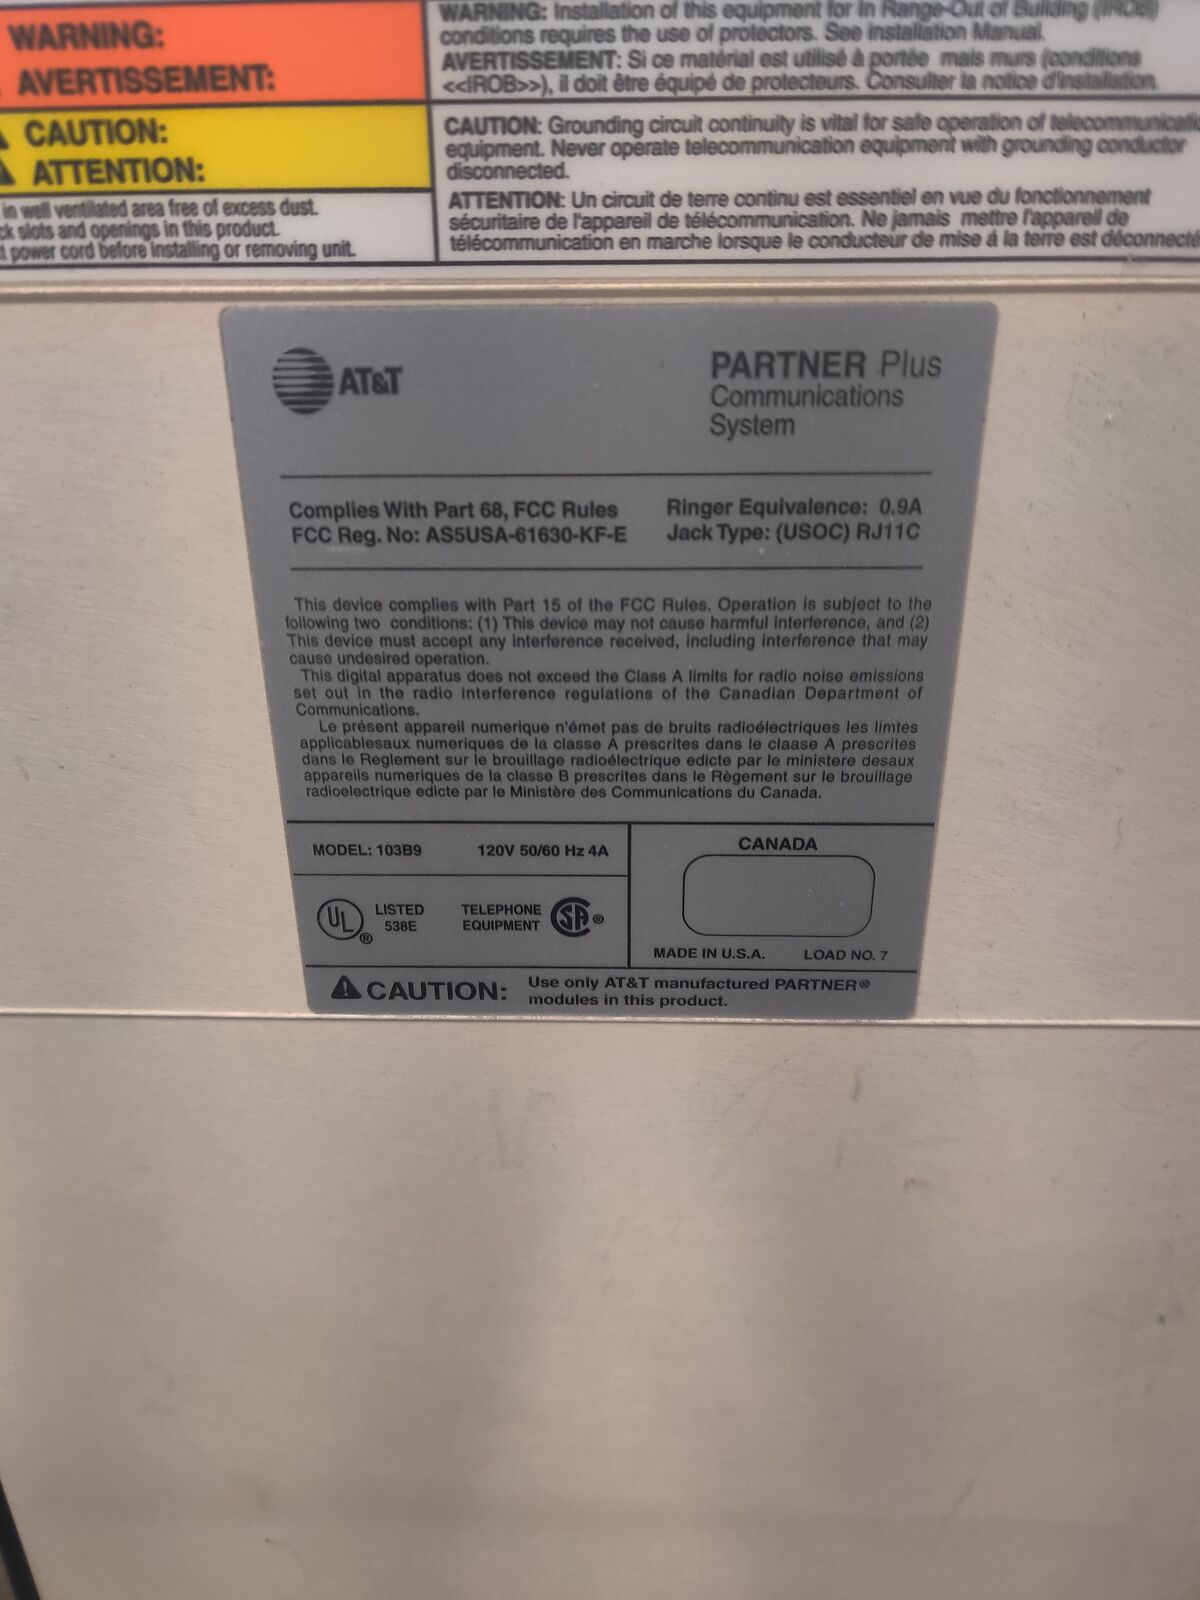 WARNING:
AVERTISSEMENT:
CAUTION:
ATTENTION:
in well ventilated area free of excess dust.
slots and openings in this product.
power cord before installing or removing unit.
WARNING: Installation of this equipment for In Range-Out of Building (IROB)
conditions requires the use of protectors. See Installation Manual.
AVERTISSEMENT: Si ce matérial est utilisé à portée mais murs (conditions
<<IROB>>), il doit être équipé de protecteurs. Consulter la notice d'installation.
CAUTION: Grounding circuit continuity is vital for safe operation of telecommunicati
equipment. Never operate telecommunication equipment with grounding conductor
disconnected.
ATTENTION: Un circuit de terre continu est essentiel en vue du fonctionnement
sécuritaire de l'appareil de télécommunication. Ne jamais mettre l'appareil de
télécommunication en marche lorsque le conducteur de mise á la terre est déconnecté
AT&T
PARTNER Plus
Communications
System
Complies With Part 68, FCC Rules
FCC Reg. No: AS5USA-61630-KF-E
Ringer Equivalence: 0.9A
Jack Type: (USOC) RJ11C
This device complies with Part 15 of the FCC Rules. Operation is subject to the
following two conditions: (1) This device may not cause harmful interference, and (2)
This device must accept any interference received, including interference that may
cause undesired operation.
This digital apparatus does not exceed the Class A limits for radio noise emissions
set out in the radio interference regulations of the Canadian Department of
Communications.
Le présent appareil numerique n'émet pas de bruits radioélectriques les limtes
applicablesaux numeriques de la classe A prescrites dans le claase A prescrites
dans le Reglement sur le brouillage radioélectrique edicte par le ministere desaux
appareils numeriques de la classe B prescrites dans le Règement sur le brouillage
radioelectrique edicte par le Ministère des Communications du Canada.
MODEL: 103B9
120V 50/60 Hz 4A
UL ®
LISTED
538E
TELEPHONE
EQUIPMENT
SA ®
CANADA
MADE IN U.S.A.
LOAD NO. 7
CAUTION:
Use only AT&T manufactured PARTNER®
modules in this product.